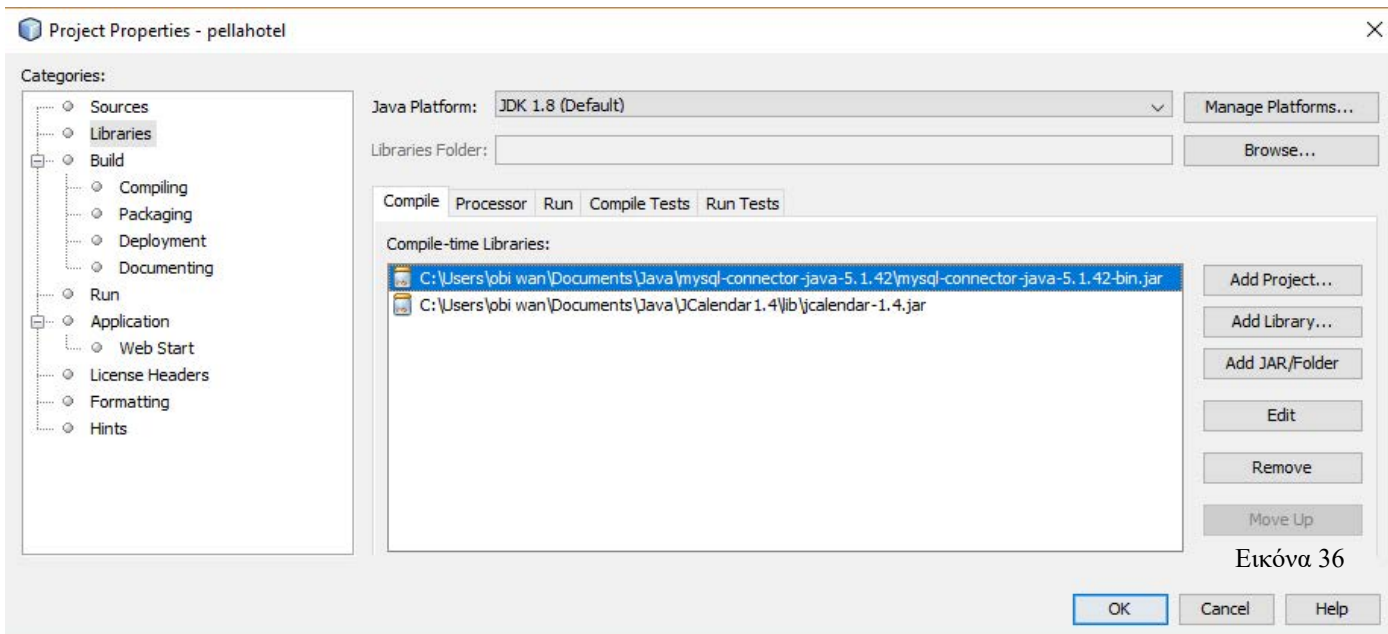 Project Properties - pellahotel
Categories:
Sources
Libraries
Build
Compiling
Packaging
Deployment
Documenting
Run
Application
Web Start
License Headers
Formatting
Hints
Java Platform: JDK 1.8 (Default) Manage Platforms...
Libraries Folder: Browse...
Compile Processor Run Compile Tests Run Tests
Compile-time Libraries:
C:\Users\obi wan\Documents\Java\mysql-connector-java-5.1.42\mysql-connector-java-5.1.42-bin.jar
C:\Users\obi wan\Documents\Java\JCalendar1.4\lib\jcalendar-1.4.jar
Add Project...
Add Library...
Add JAR/Folder
Edit
Remove
Move Up
Εικόνα 36
OK Cancel Help